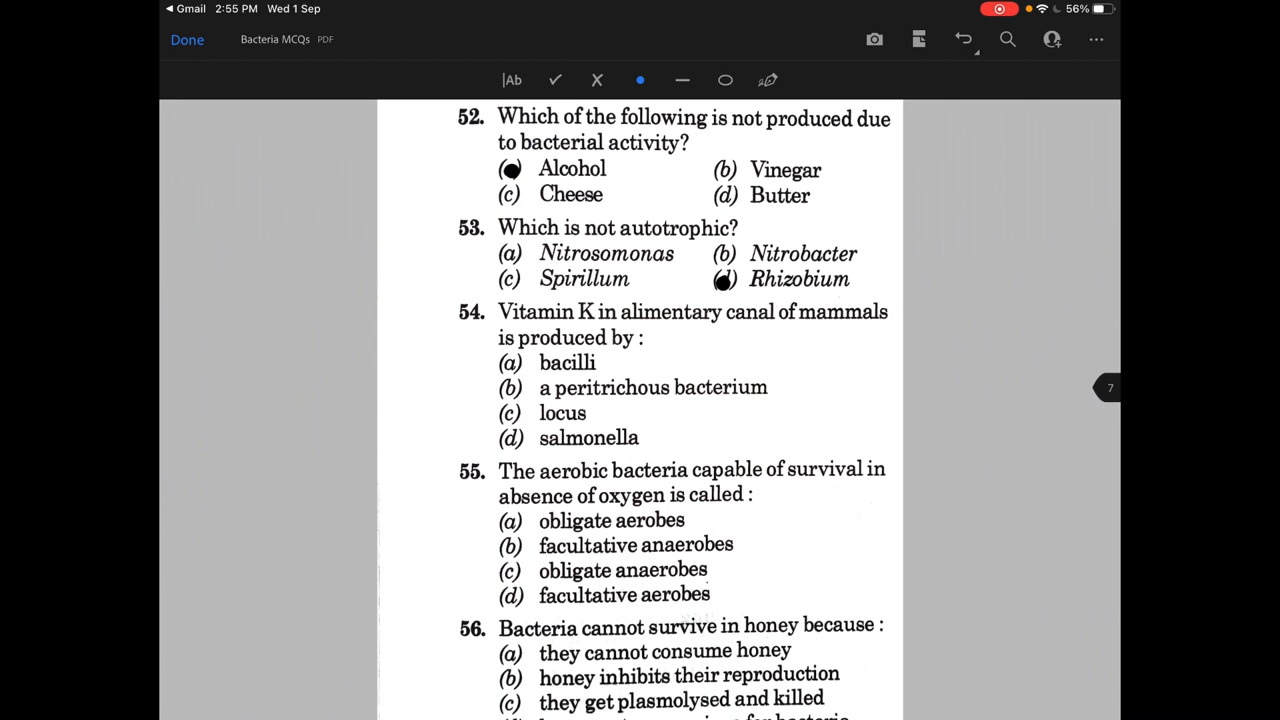 Gmail 2:55 PM Wed 1 Sep 56%
Done Bacteria MCQs PDF
Ab
52. Which of the following is not produced due
to bacterial activity?
Alcohol (b) Vinegar
(c) Cheese (d) Butter
53. Which is not autotrophic?
(a) Nitrosomonas (b) Nitrobacter
(c) Spirillum (d) Rhizobium
54. Vitamin K in alimentary canal of mammals
is produced by :
(a) bacilli
(b) a peritrichous bacterium
(c) locus
(d) salmonella
7
55. The aerobic bacteria capable of survival in
absence of oxygen is called :
(a) obligate aerobes
(b) facultative anaerobes
(c) obligate anaerobes
(d) facultative aerobes
56. Bacteria cannot survive in honey because :
(a) they cannot consume honey
(b) honey inhibits their reproduction
(c) they get plasmolysed and killed